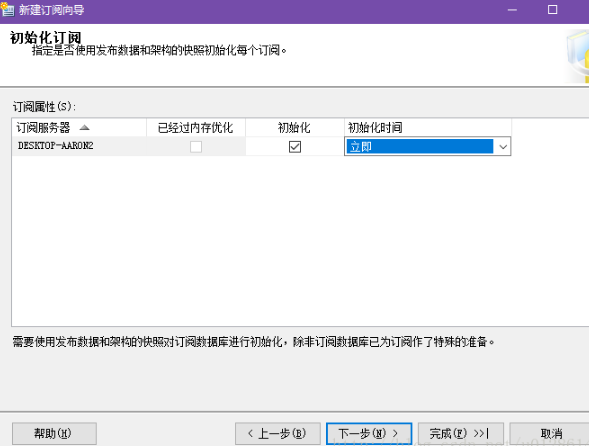 新建订阅向导
初始化订阅
指定是否使用发布数据和架构的快照初始化每个订阅。
订阅属性(S):
订阅服务器 已经过内存优化 初始化 初始化时间
DESKTOP-AARON2 立即
需要使用发布数据和架构的快照对订阅数据库进行初始化，除非订阅数据库已为订阅作了特殊的准备。
帮助(H) < 上一步(B) 下一步(N) > 完成(F) >>| 取消